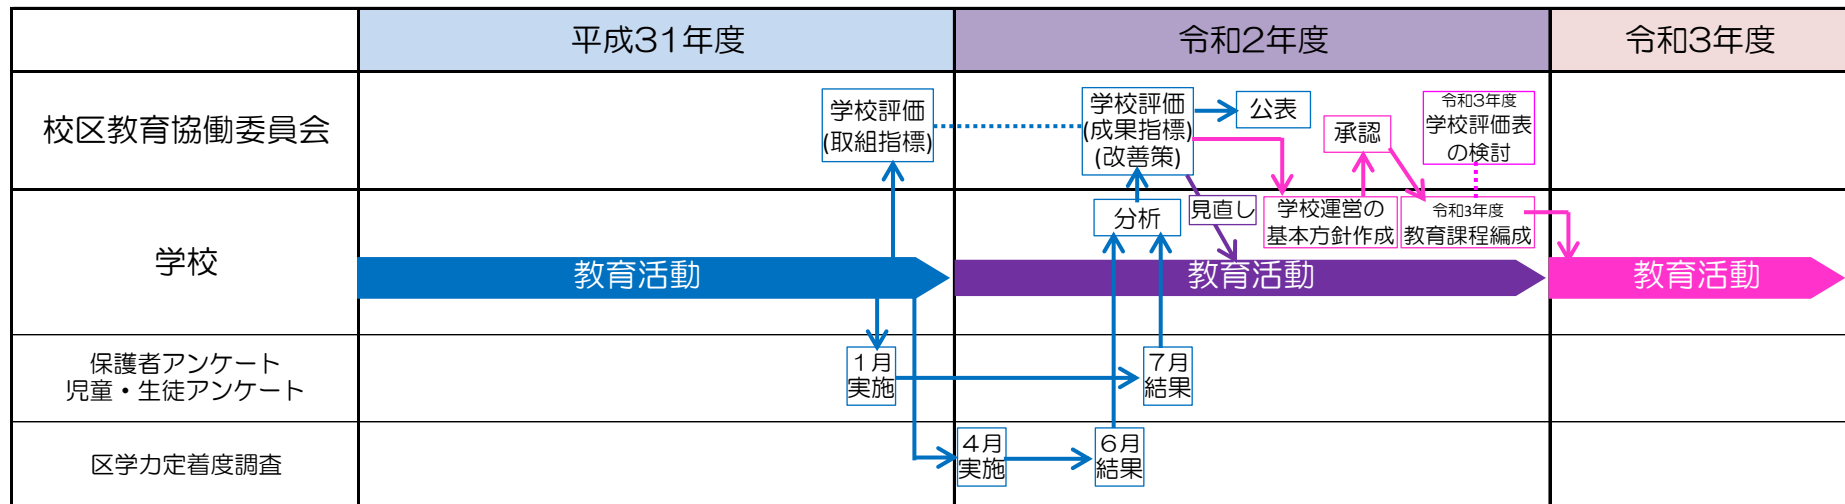 平成31年度
令和2年度
令和3年度
校区教育協働委員会
学校評価
(取組指標)
学校評価
(成果指標)
(改善策)
公表
承認
令和3年度
学校評価表
の検討
学校
分析
見直し
学校運営の
基本方針作成
令和3年度
教育課程編成
教育活動
教育活動
教育活動
保護者アンケート
児童・生徒アンケート
1月
実施
7月
結果
区学力定着度調査
4月
実施
6月
結果